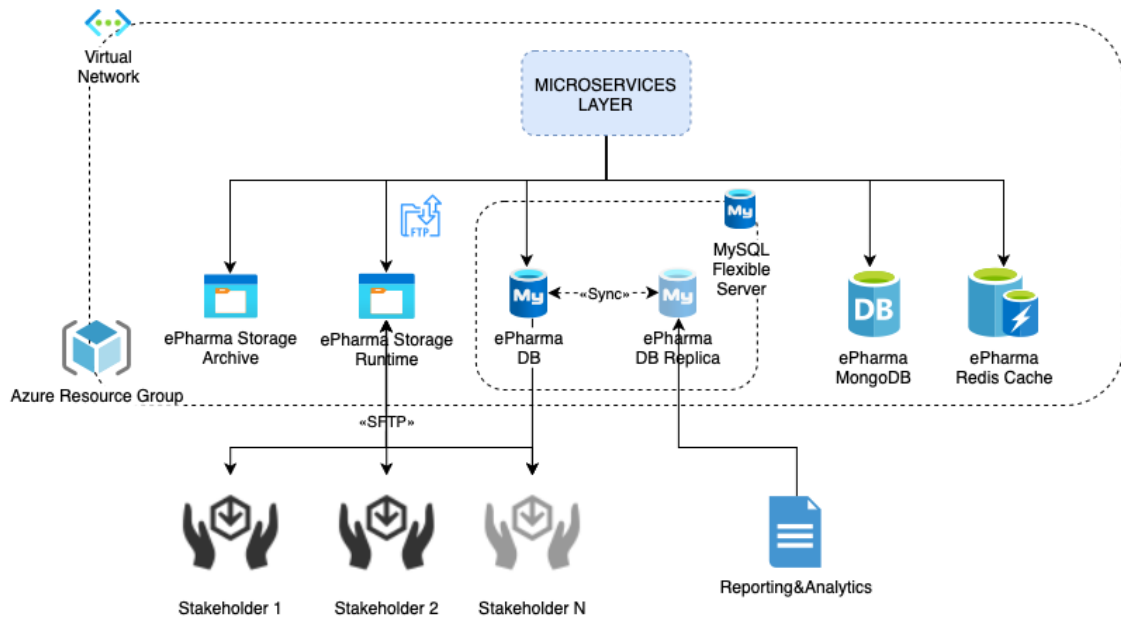 Virtual
Network
MICROSERVICES
LAYER
FTP
My
MySQL
Flexible
Server
My
«Sync»
My
DB
ePharma Storage
Archive
ePharma Storage
Runtime
ePharma
DB
ePharma
DB Replica
ePharma
MongoDB
ePharma
Redis Cache
Azure Resource Group
«SFTP»
Stakeholder 1
Stakeholder 2
Stakeholder N
Reporting&Analytics